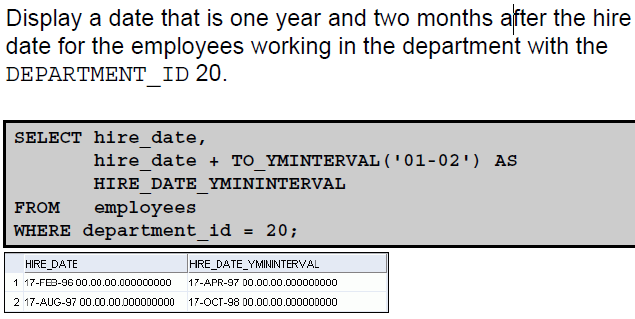 Display a date that is one year and two months after the hire
date for the employees working in the department with the
DEPARTMENT_ID 20.
SELECT hire_date,
hire_date + TO_YMINTERVAL('01-02') AS
HIRE_DATE_YMININTERVAL
FROM employees
WHERE department_id = 20;
HIRE_DATE HIRE_DATE_YMININTERVAL
1 17-FEB-96 00.00.00.000000000 17-APR-97 00.00.00.000000000
2 17-AUG-97 00.00.00.000000000 17-OCT-98 00.00.00.000000000